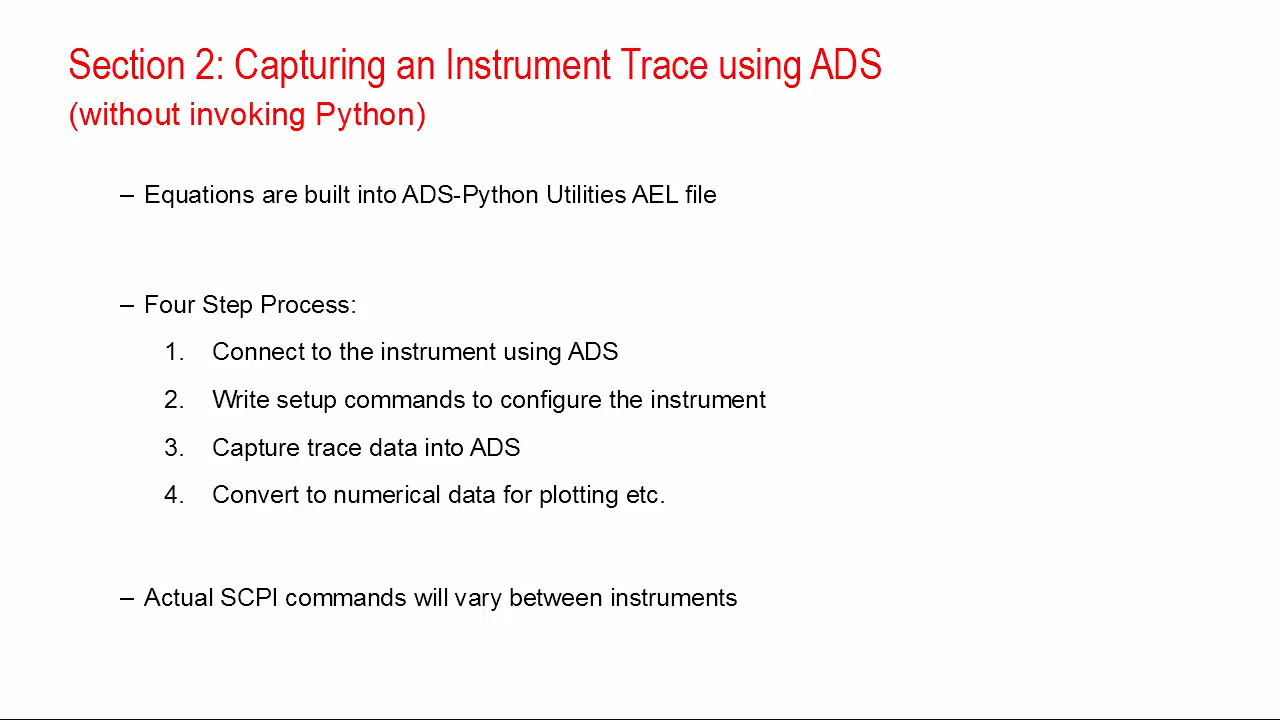 Section 2: Capturing an Instrument Trace using ADS
(without invoking Python)
– Equations are built into ADS-Python Utilities AEL file
– Four Step Process:
1. Connect to the instrument using ADS
2. Write setup commands to configure the instrument
3. Capture trace data into ADS
4. Convert to numerical data for plotting etc.
– Actual SCPI commands will vary between instruments